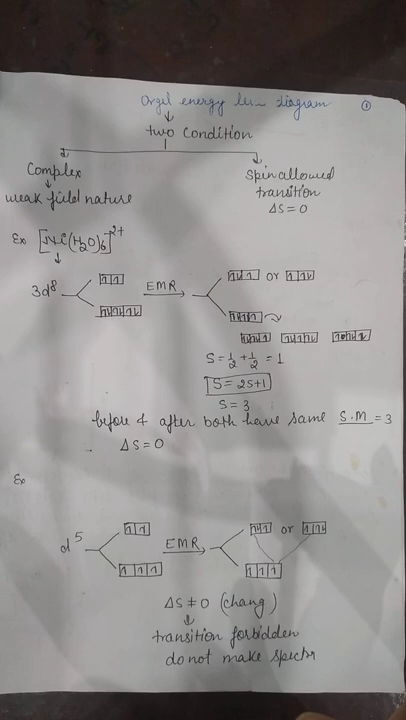 Orgel energy level diagram ①
↓
two condition
Complex
↓
weak field nature
Spin allowed
transition
ΔS = 0
Ex [Ni(H2O)6]2+
↓
3d8
EMR
or
S = 1/2 + 1/2 = 1
S = 2S+1
S = 3
before & after both have same S.M = 3
ΔS = 0
Ex
d5
EMR
or
ΔS ≠ 0 (chang)
↓
transition forbidden
do not make spectra